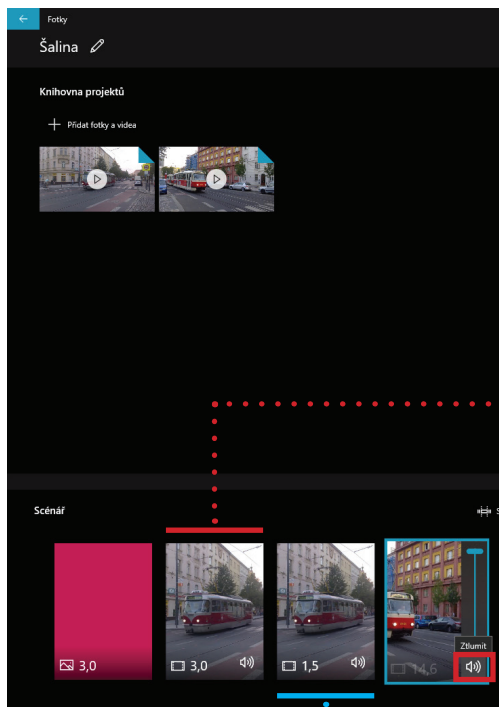 Fotky
Šalina
Knihovna projektů
Přidat fotky a videa
Scénář
S
Ztlumit
3,0
3,0
1,5
14,6